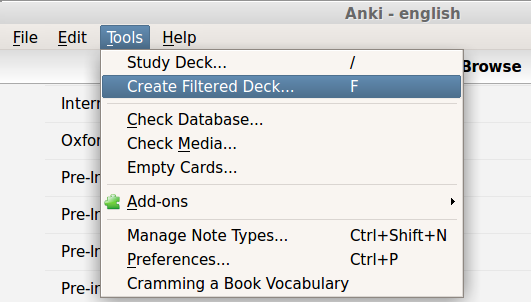 Anki - english
File Edit Tools Help
Study Deck... /
Browse
Create Filtered Deck... F
Intern
Check Database...
Check Media...
Oxfor
Empty Cards...
Pre-In
Add-ons
Pre-In
Manage Note Types... Ctrl+Shift+N
Pre-In
Preferences... Ctrl+P
Cramming a Book Vocabulary
Pre-in